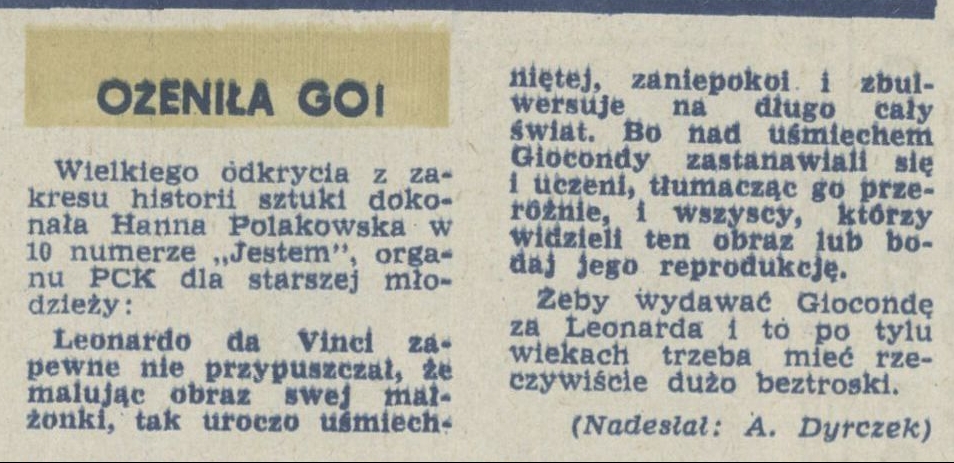 OŻENIŁA GO!
Wielkiego odkrycia z za-
kresu historii sztuki doko-
nała Hanna Polakowska w
10 numerze „Jestem”, orga-
nu PCK dla starszej mło-
dzieży:
Leonardo da Vinci za-
pewne nie przypuszczał, że
malując obraz swej mał-
żonki, tak uroczo uśmiech-
niętej, zaniepokoi i zbul-
wersuje na długo cały
świat. Bo nad uśmiechem
Giocondy zastanawiali się
i uczeni, tłumacząc go prze-
różnie, i wszyscy, którzy
widzieli ten obraz lub bo-
daj jego reprodukcję.
Żeby wydawać Giocondę
za Leonarda i to po tylu
wiekach trzeba mieć rze-
czywiście dużo beztroski.
(Nadesłał: A. Dyrczek)